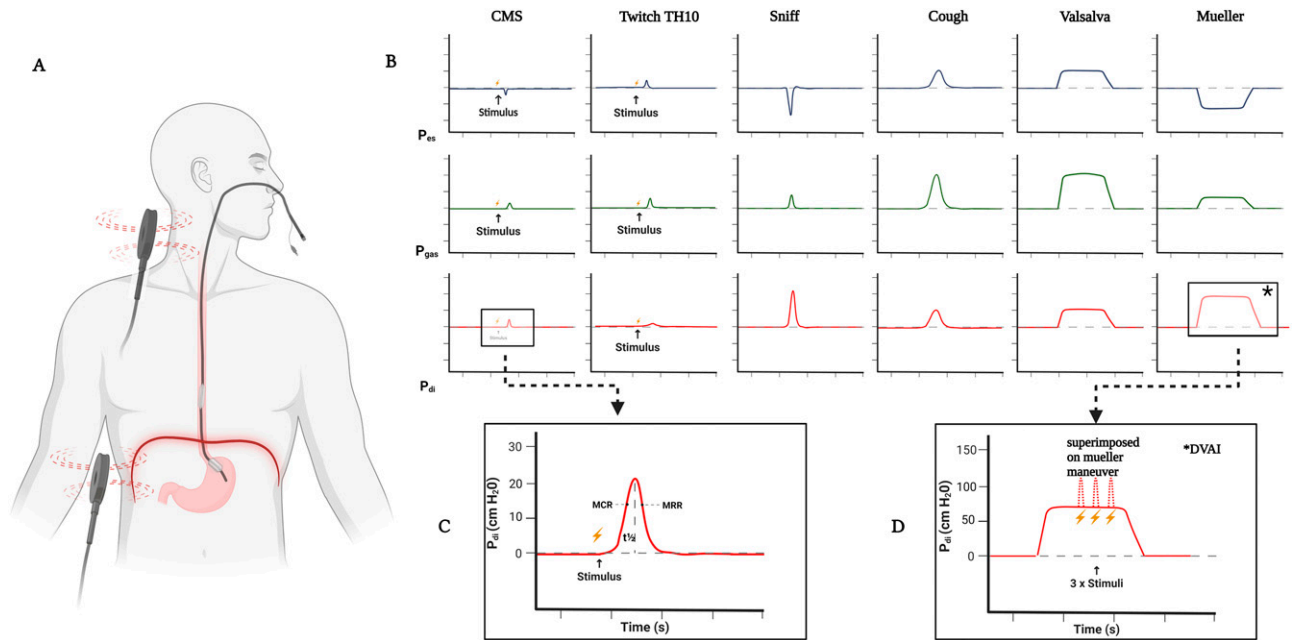 CMS
Twitch TH10
Sniff
Cough
Valsalva
Mueller
A
B
Stimulus
Stimulus
Pes
Stimulus
Stimulus
Pgas
*
Stimulus
Stimulus
Pdi
C
Pdi (cm H20)
30
20
10
0
MCR
MRR
t½
Stimulus
Time (s)
D
Pdi (cm H20)
150
100
50
0
superimposed
on mueller
maneuver
*DVAI
3 x Stimuli
Time (s)